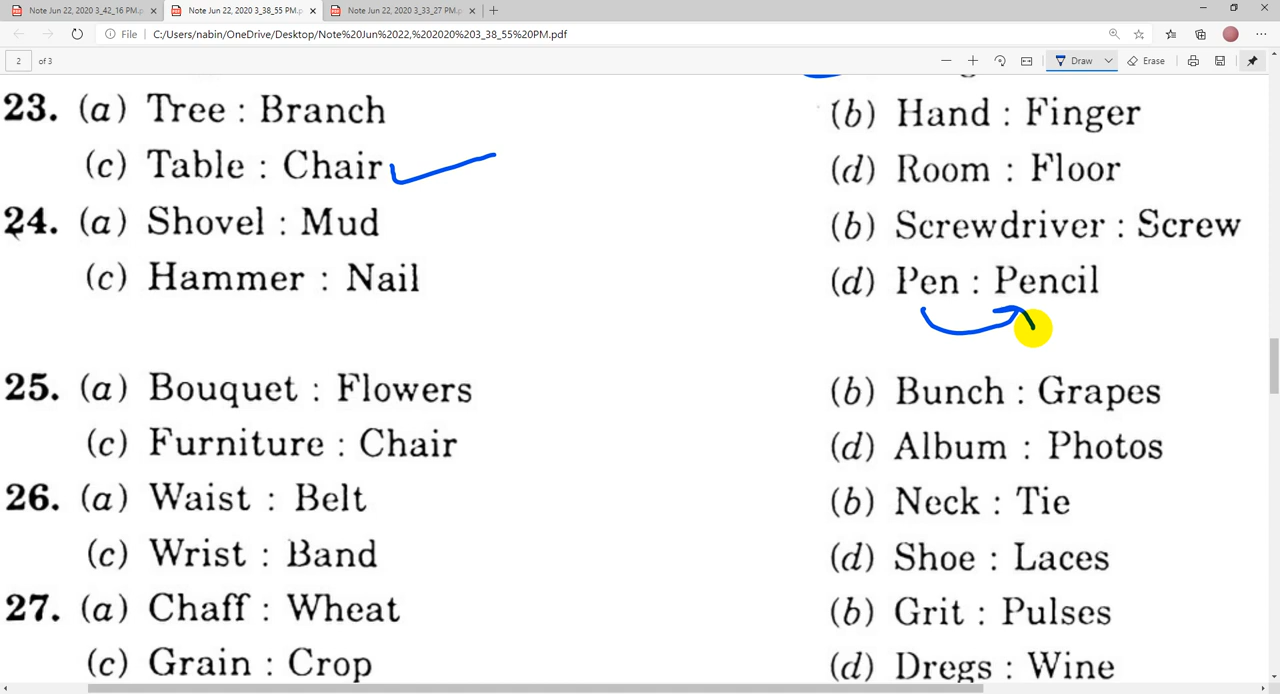 Note Jun 22, 2020 3_42_16 PM.p × Note Jun 22, 2020 3_38_55 PM.p × Note Jun 22, 2020 3_33_27 PM.p ×
File C:/Users/nabin/OneDrive/Desktop/Note%20Jun%2022,%202020%203_38_55%20PM.pdf
2 of 3 Draw Erase
23. (a) Tree : Branch (b) Hand : Finger
(c) Table : Chair (d) Room : Floor
24. (a) Shovel : Mud (b) Screwdriver : Screw
(c) Hammer : Nail (d) Pen : Pencil
25. (a) Bouquet : Flowers (b) Bunch : Grapes
(c) Furniture : Chair (d) Album : Photos
26. (a) Waist : Belt (b) Neck : Tie
(c) Wrist : Band (d) Shoe : Laces
27. (a) Chaff : Wheat (b) Grit : Pulses
(c) Grain : Crop (d) Dregs : Wine